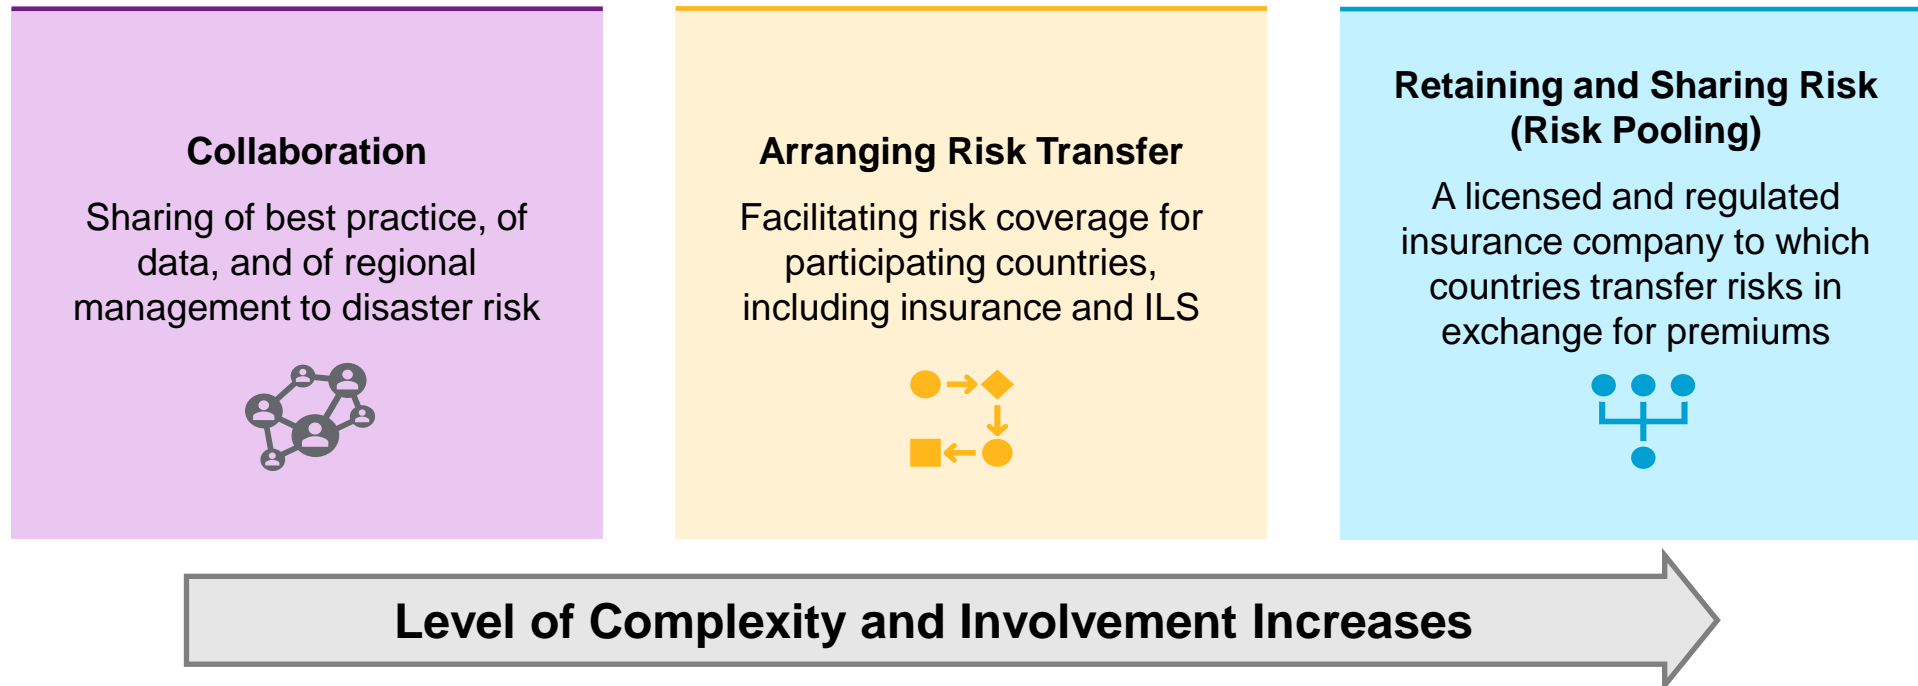 Collaboration
Sharing of best practice, of
data, and of regional
management to disaster risk
Arranging Risk Transfer
Facilitating risk coverage for
participating countries,
including insurance and ILS
Retaining and Sharing Risk
(Risk Pooling)
A licensed and regulated
insurance company to which
countries transfer risks in
exchange for premiums
Level of Complexity and Involvement Increases